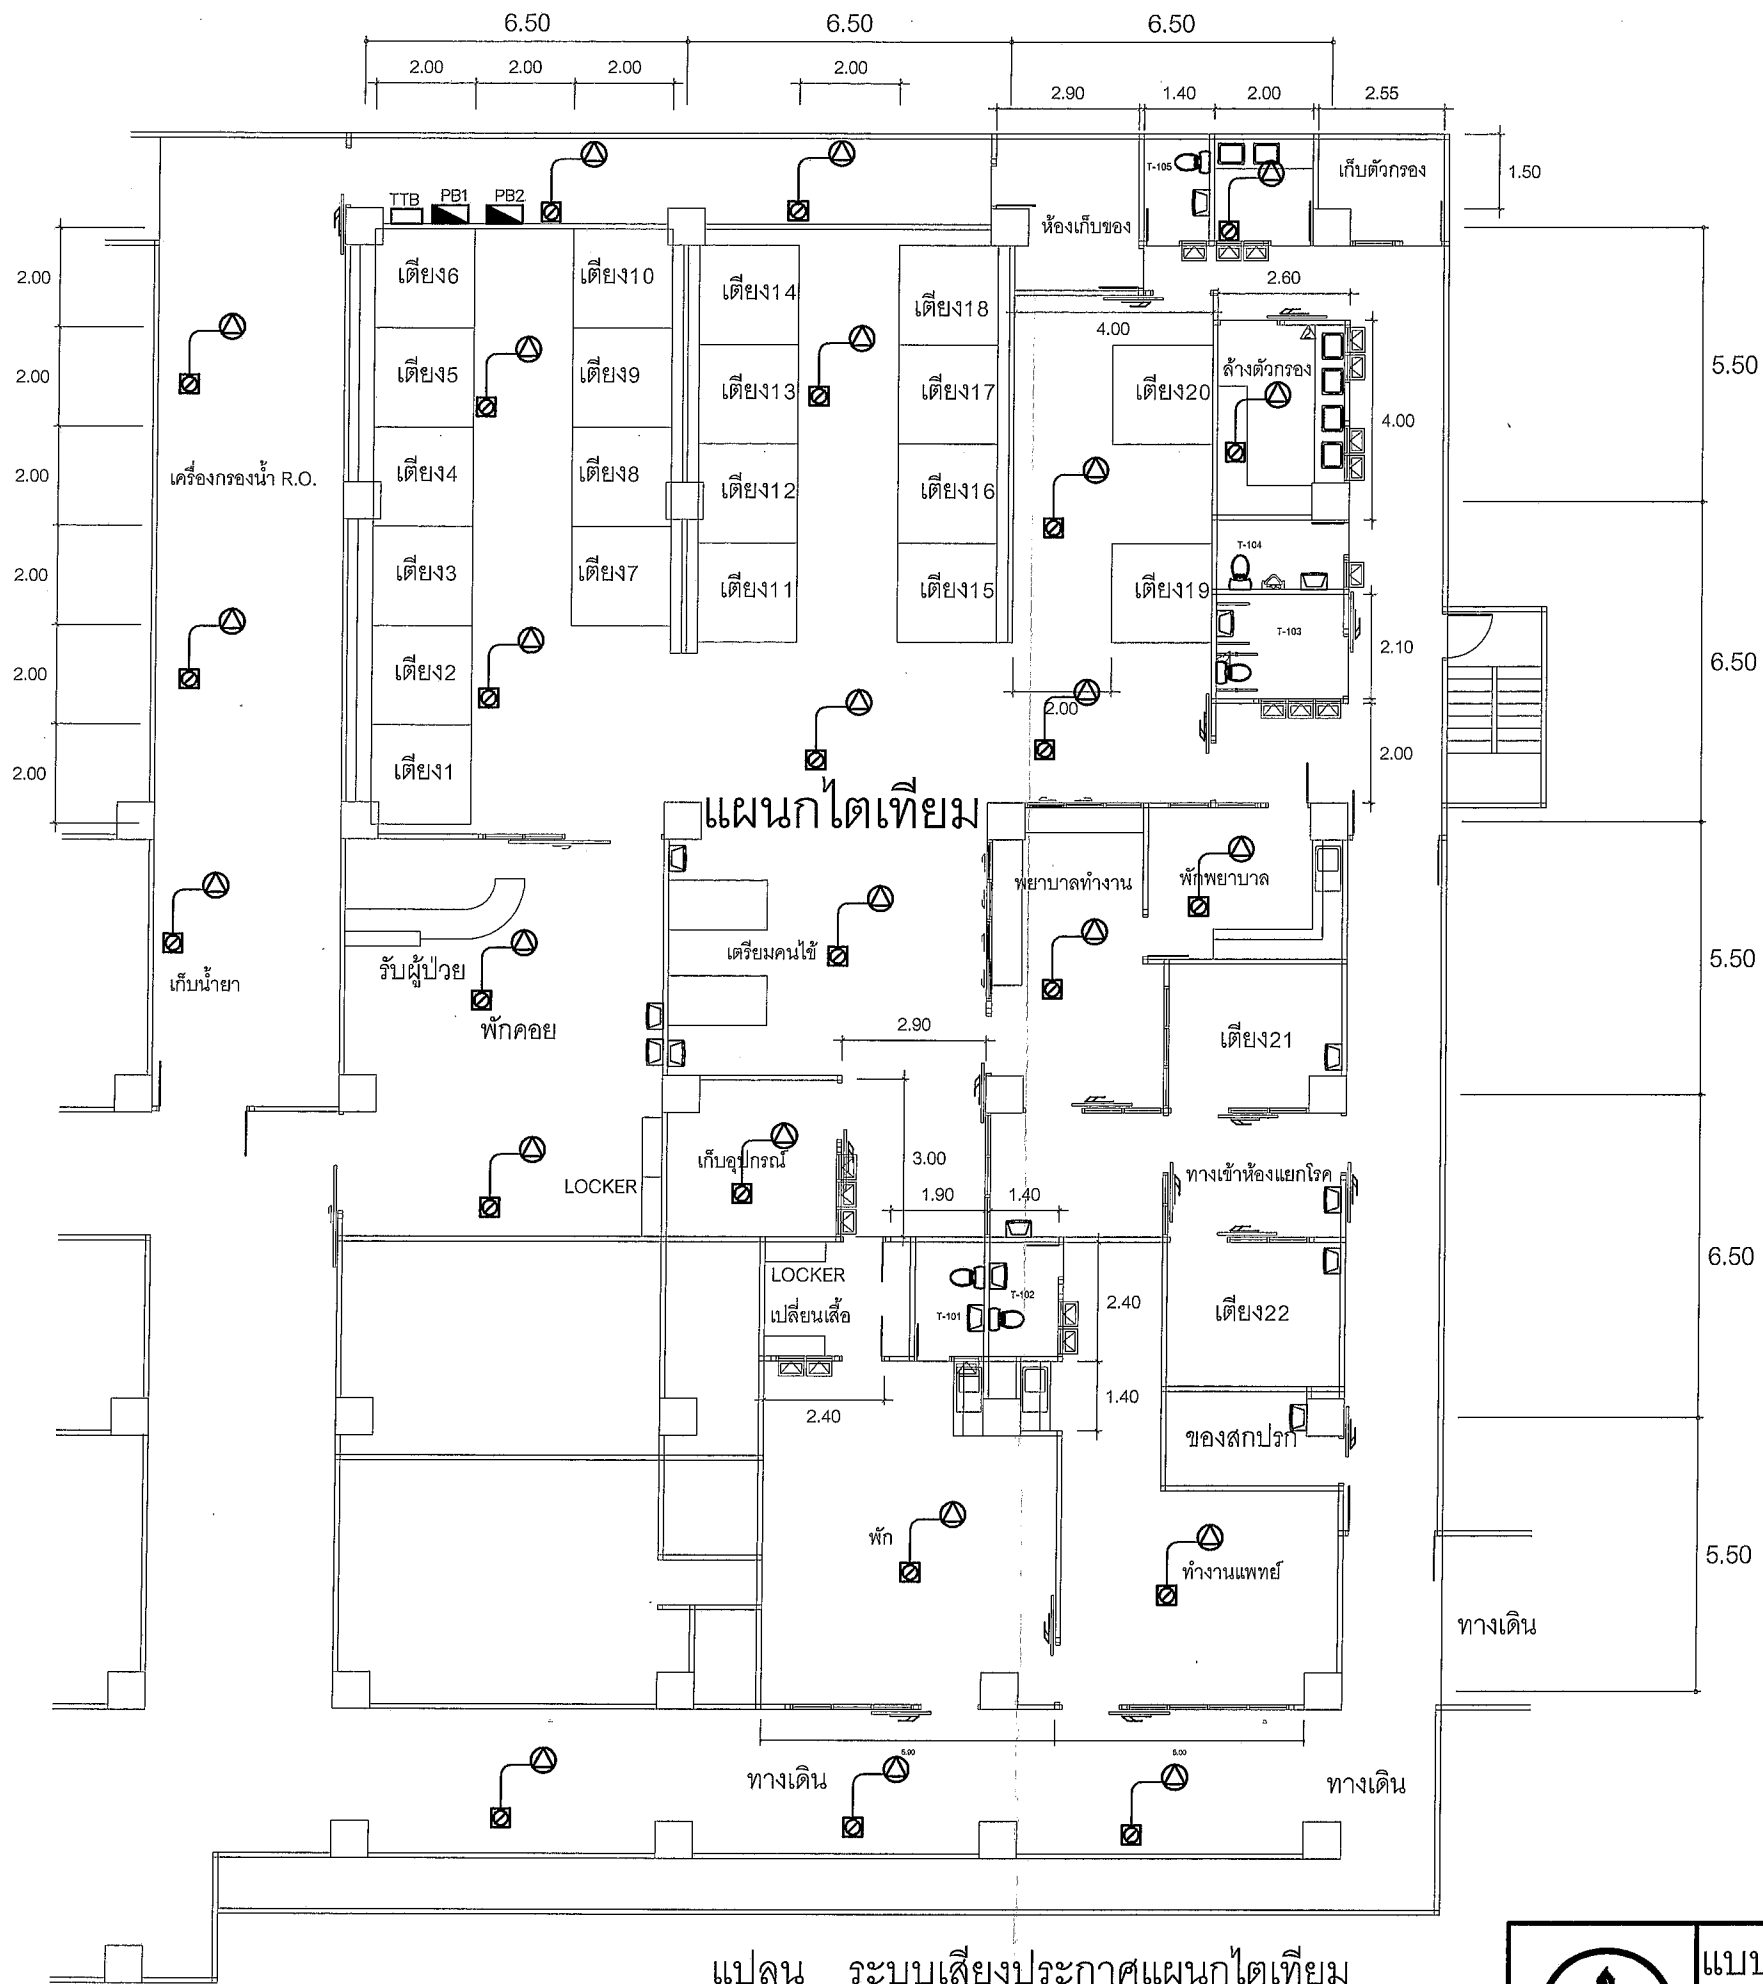 6.50 6.50 6.50
2.00 2.00 2.00 2.00
2.90 1.40 2.00 2.55
T-105 เก็บตัวกรอง 1.50
TTB PB1 PB2
ห้องเก็บของ
2.00 เตียง6 เตียง10 เตียง14 เตียง18 2.60
4.00
5.50
2.00 เตียง5 เตียง9 เตียง13 เตียง17 เตียง20 ล้างตัวกรอง
4.00
2.00 เครื่องกรองน้ำ R.O. เตียง4 เตียง8 เตียง12 เตียง16
T-104
2.00 เตียง3 เตียง7 เตียง11 เตียง15 เตียง19
T-103 2.10
6.50
2.00 เตียง2
2.00
2.00
2.00 เตียง1
แผนกไตเทียม
พยาบาลทำงาน พักพยาบาล
เตรียมคนไข้
รับผู้ป่วย
5.50
เก็บน้ำยา
พักคอย 2.90 เตียง21
เก็บอุปกรณ์ 3.00
LOCKER ทางเข้าห้องแยกโรค
1.90 1.40
6.50
LOCKER T-102
เปลี่ยนเสื้อ T-101 2.40 เตียง22
1.40
2.40
ของสกปรก
พัก
5.50
ทำงานแพทย์
ทางเดิน
5.90 5.00
ทางเดิน ทางเดิน
แปลน ระบบเสียงประกาศแผนกไตเทียม
แบบ